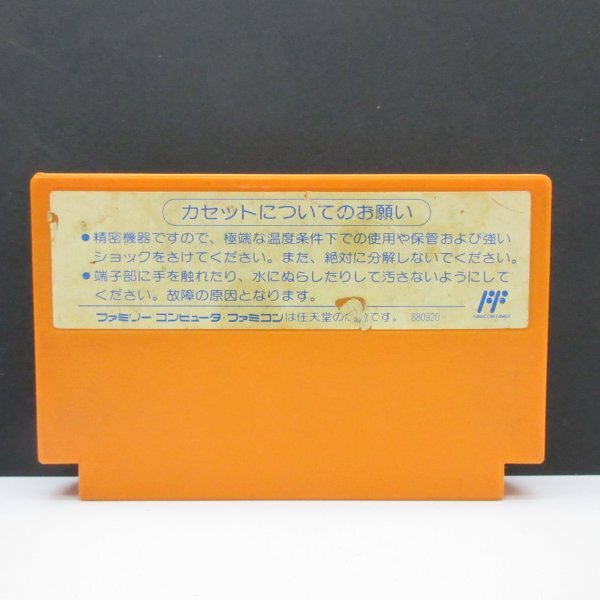 カセットについてのお願い
●精密機器ですので、極端な温度条件下での使用や保管および強い
ショックをさけてください。また、絶対に分解しないでください。
●端子部に手を触れたり、水にぬらしたりして汚さないようにして
ください。故障の原因となります。
ファミリー コンピュータ・ファミコンは任天堂の です。 880920